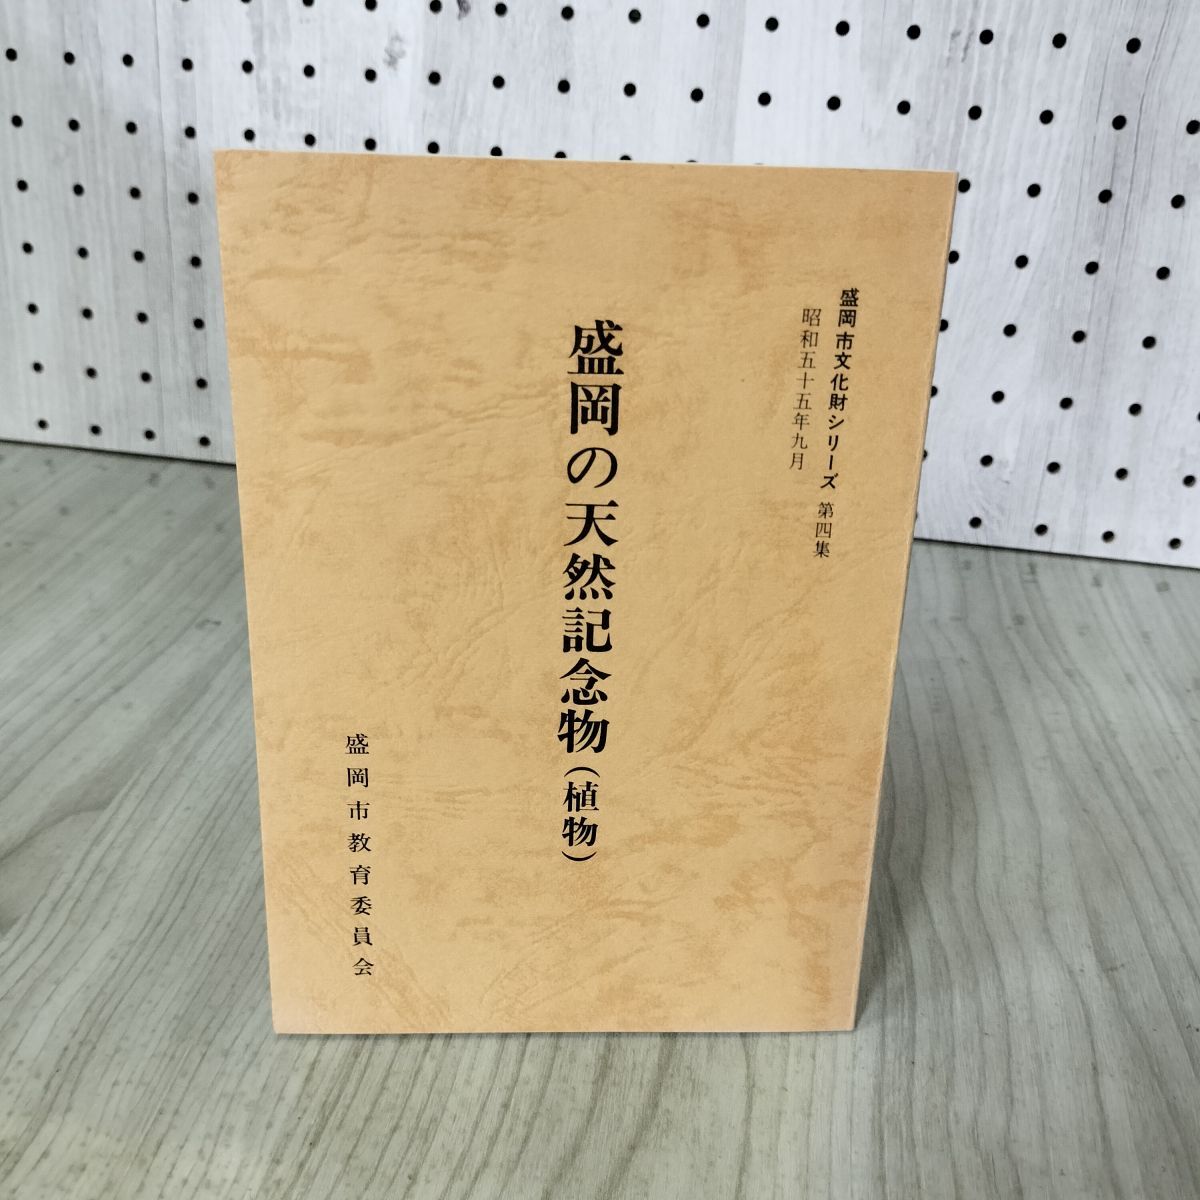 盛岡市文化財シリーズ 第四集
昭和五十五年九月
盛岡の天然記念物(植物)
盛岡市教育委員会